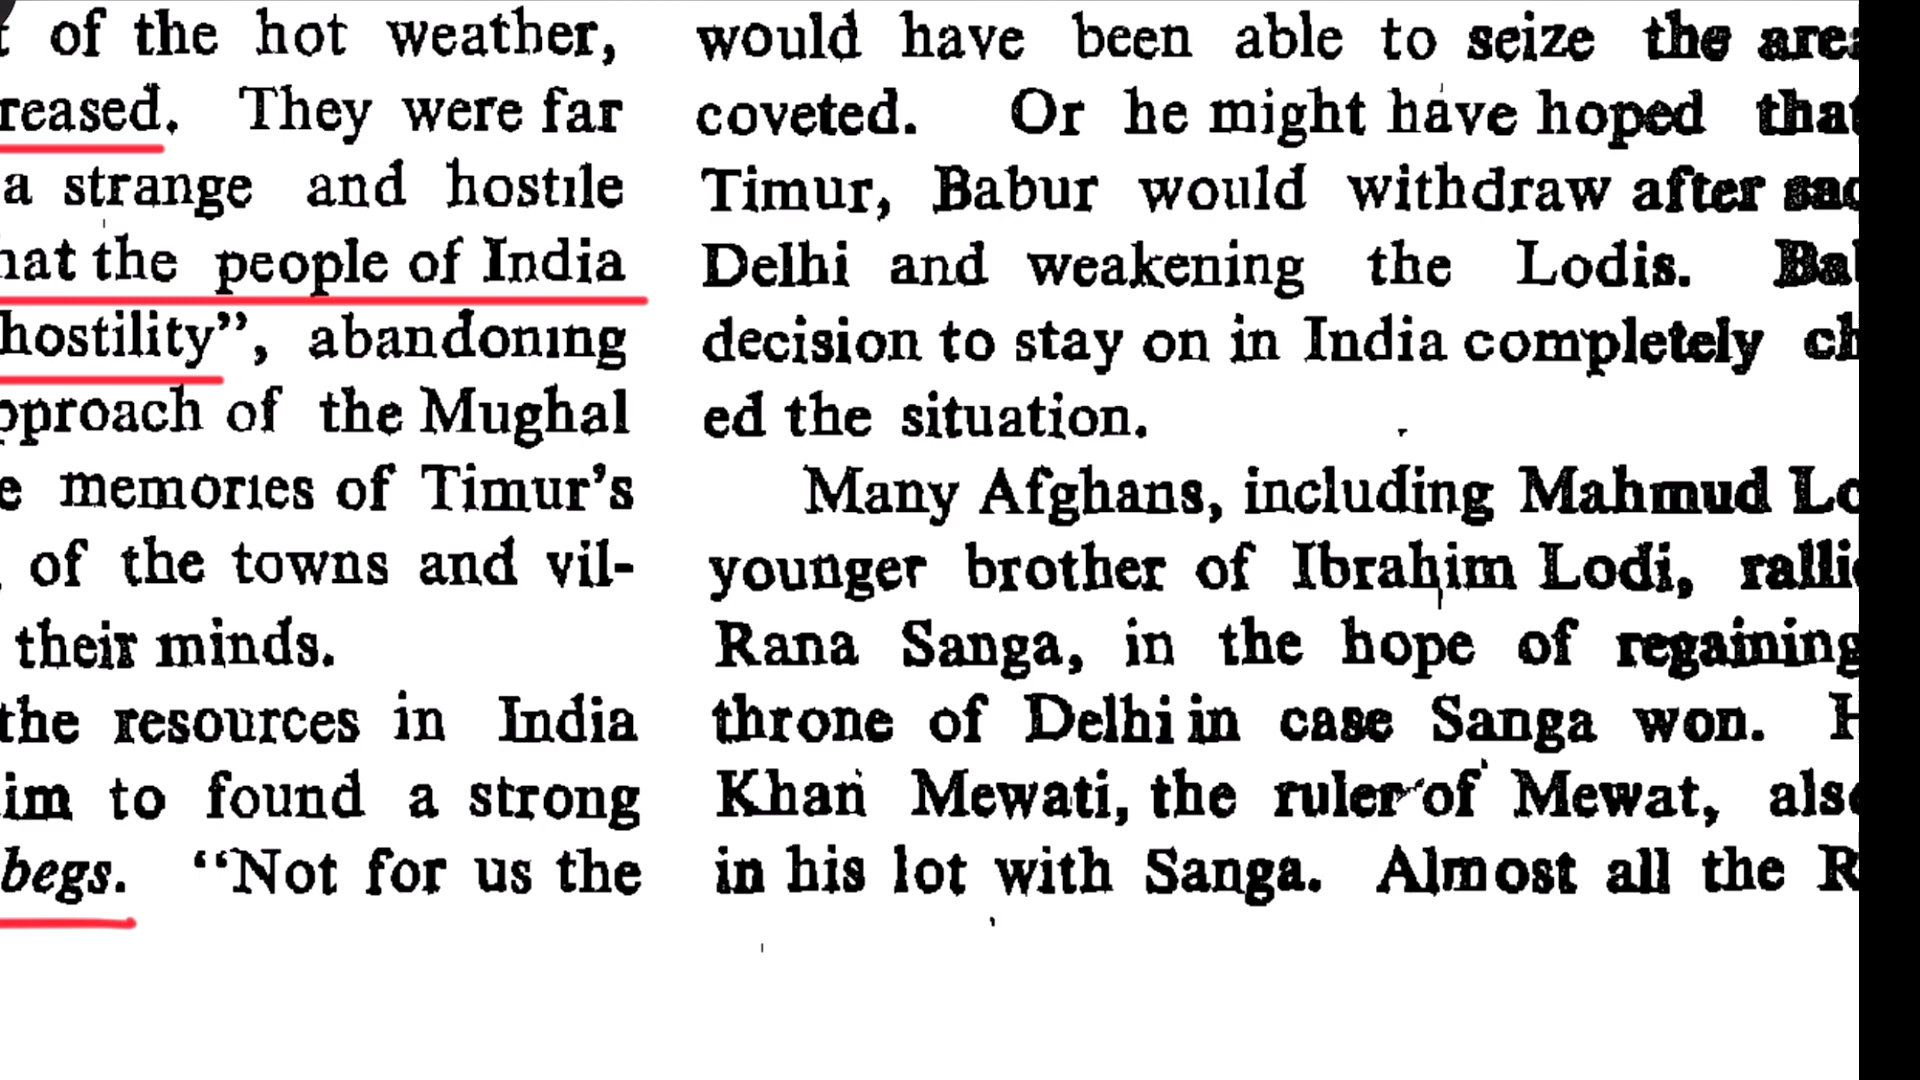 of the hot weather,
They were far
a strange and hostile
the people of India
hostility”, abandoning
of the Mughal
memories of Timur’s
of the towns and vil-
their minds.
the resources in India
to found a strong
begs. “Not for us the
would have been able to seize the
coveted. Or he might have hoped that
Timur, Babur would withdraw after
Delhi and weakening the Lodis.
decision to stay on in India completely
ed the situation.
Many Afghans, including Mahmud
younger brother of Ibrahim Lodi,
Rana Sanga, in the hope of regaining
throne of Delhi in case Sanga won.
Khan Mewati, the ruler of Mewat,
in his lot with Sanga. Almost all the